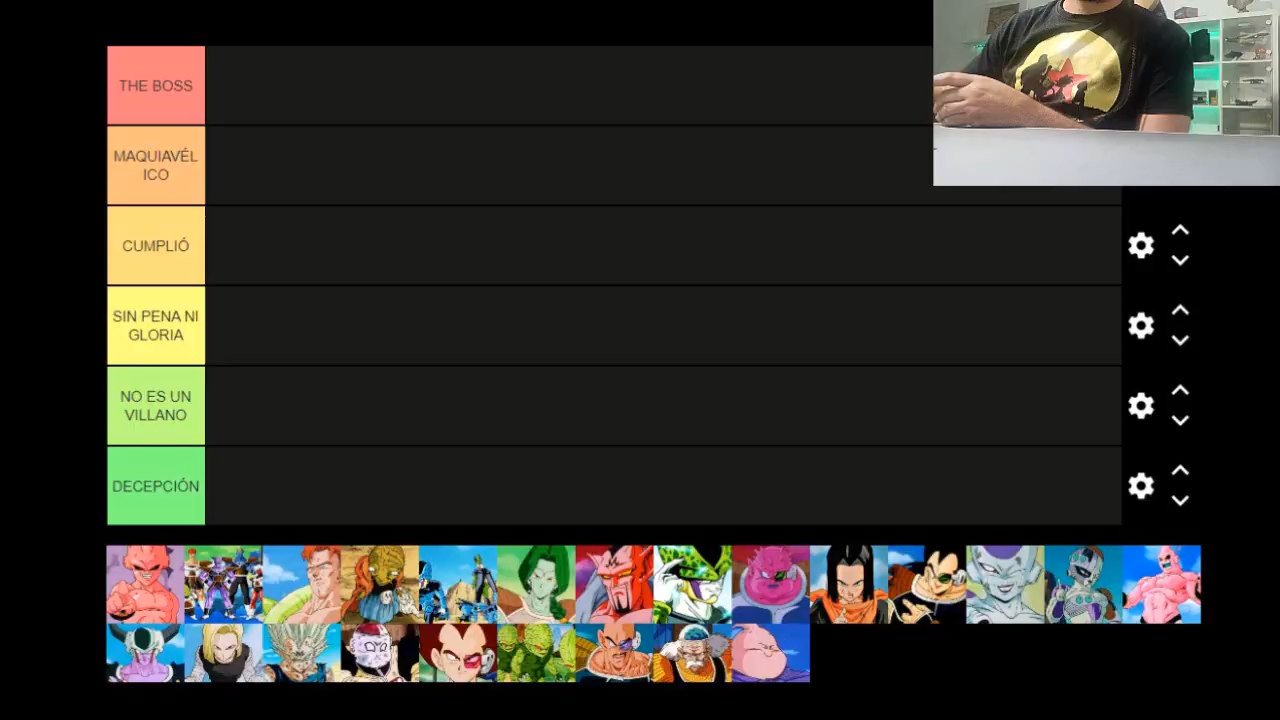 THE BOSS
MAQUIAVÉL
ICO
CUMPLIÓ
SIN PENA NI
GLORIA
NO ES UN
VILLANO
DECEPCIÓN